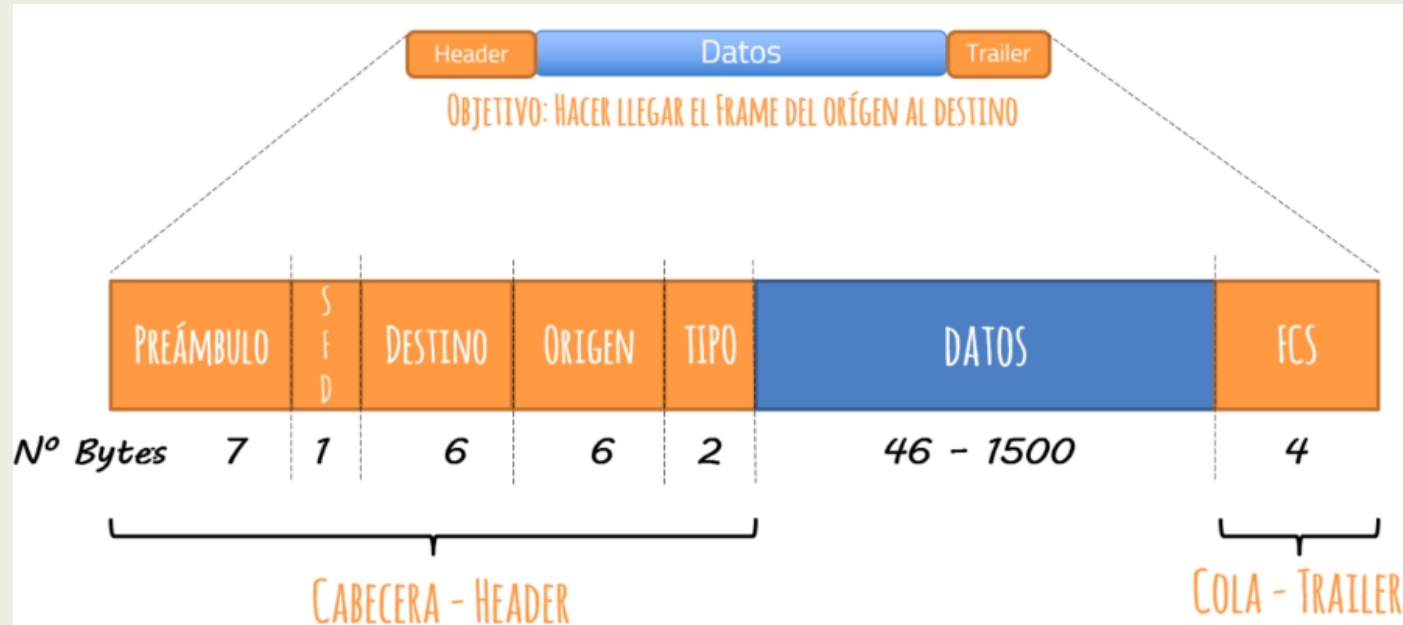 Header Datos Trailer
OBJETIVO: HACER LLEGAR EL FRAME DEL ORÍGEN AL DESTINO
PREÁMBULO SFD DESTINO ORIGEN TIPO DATOS FCS
Nº Bytes 7 1 6 6 2 46 - 1500 4
CABECERA - HEADER COLA - TRAILER